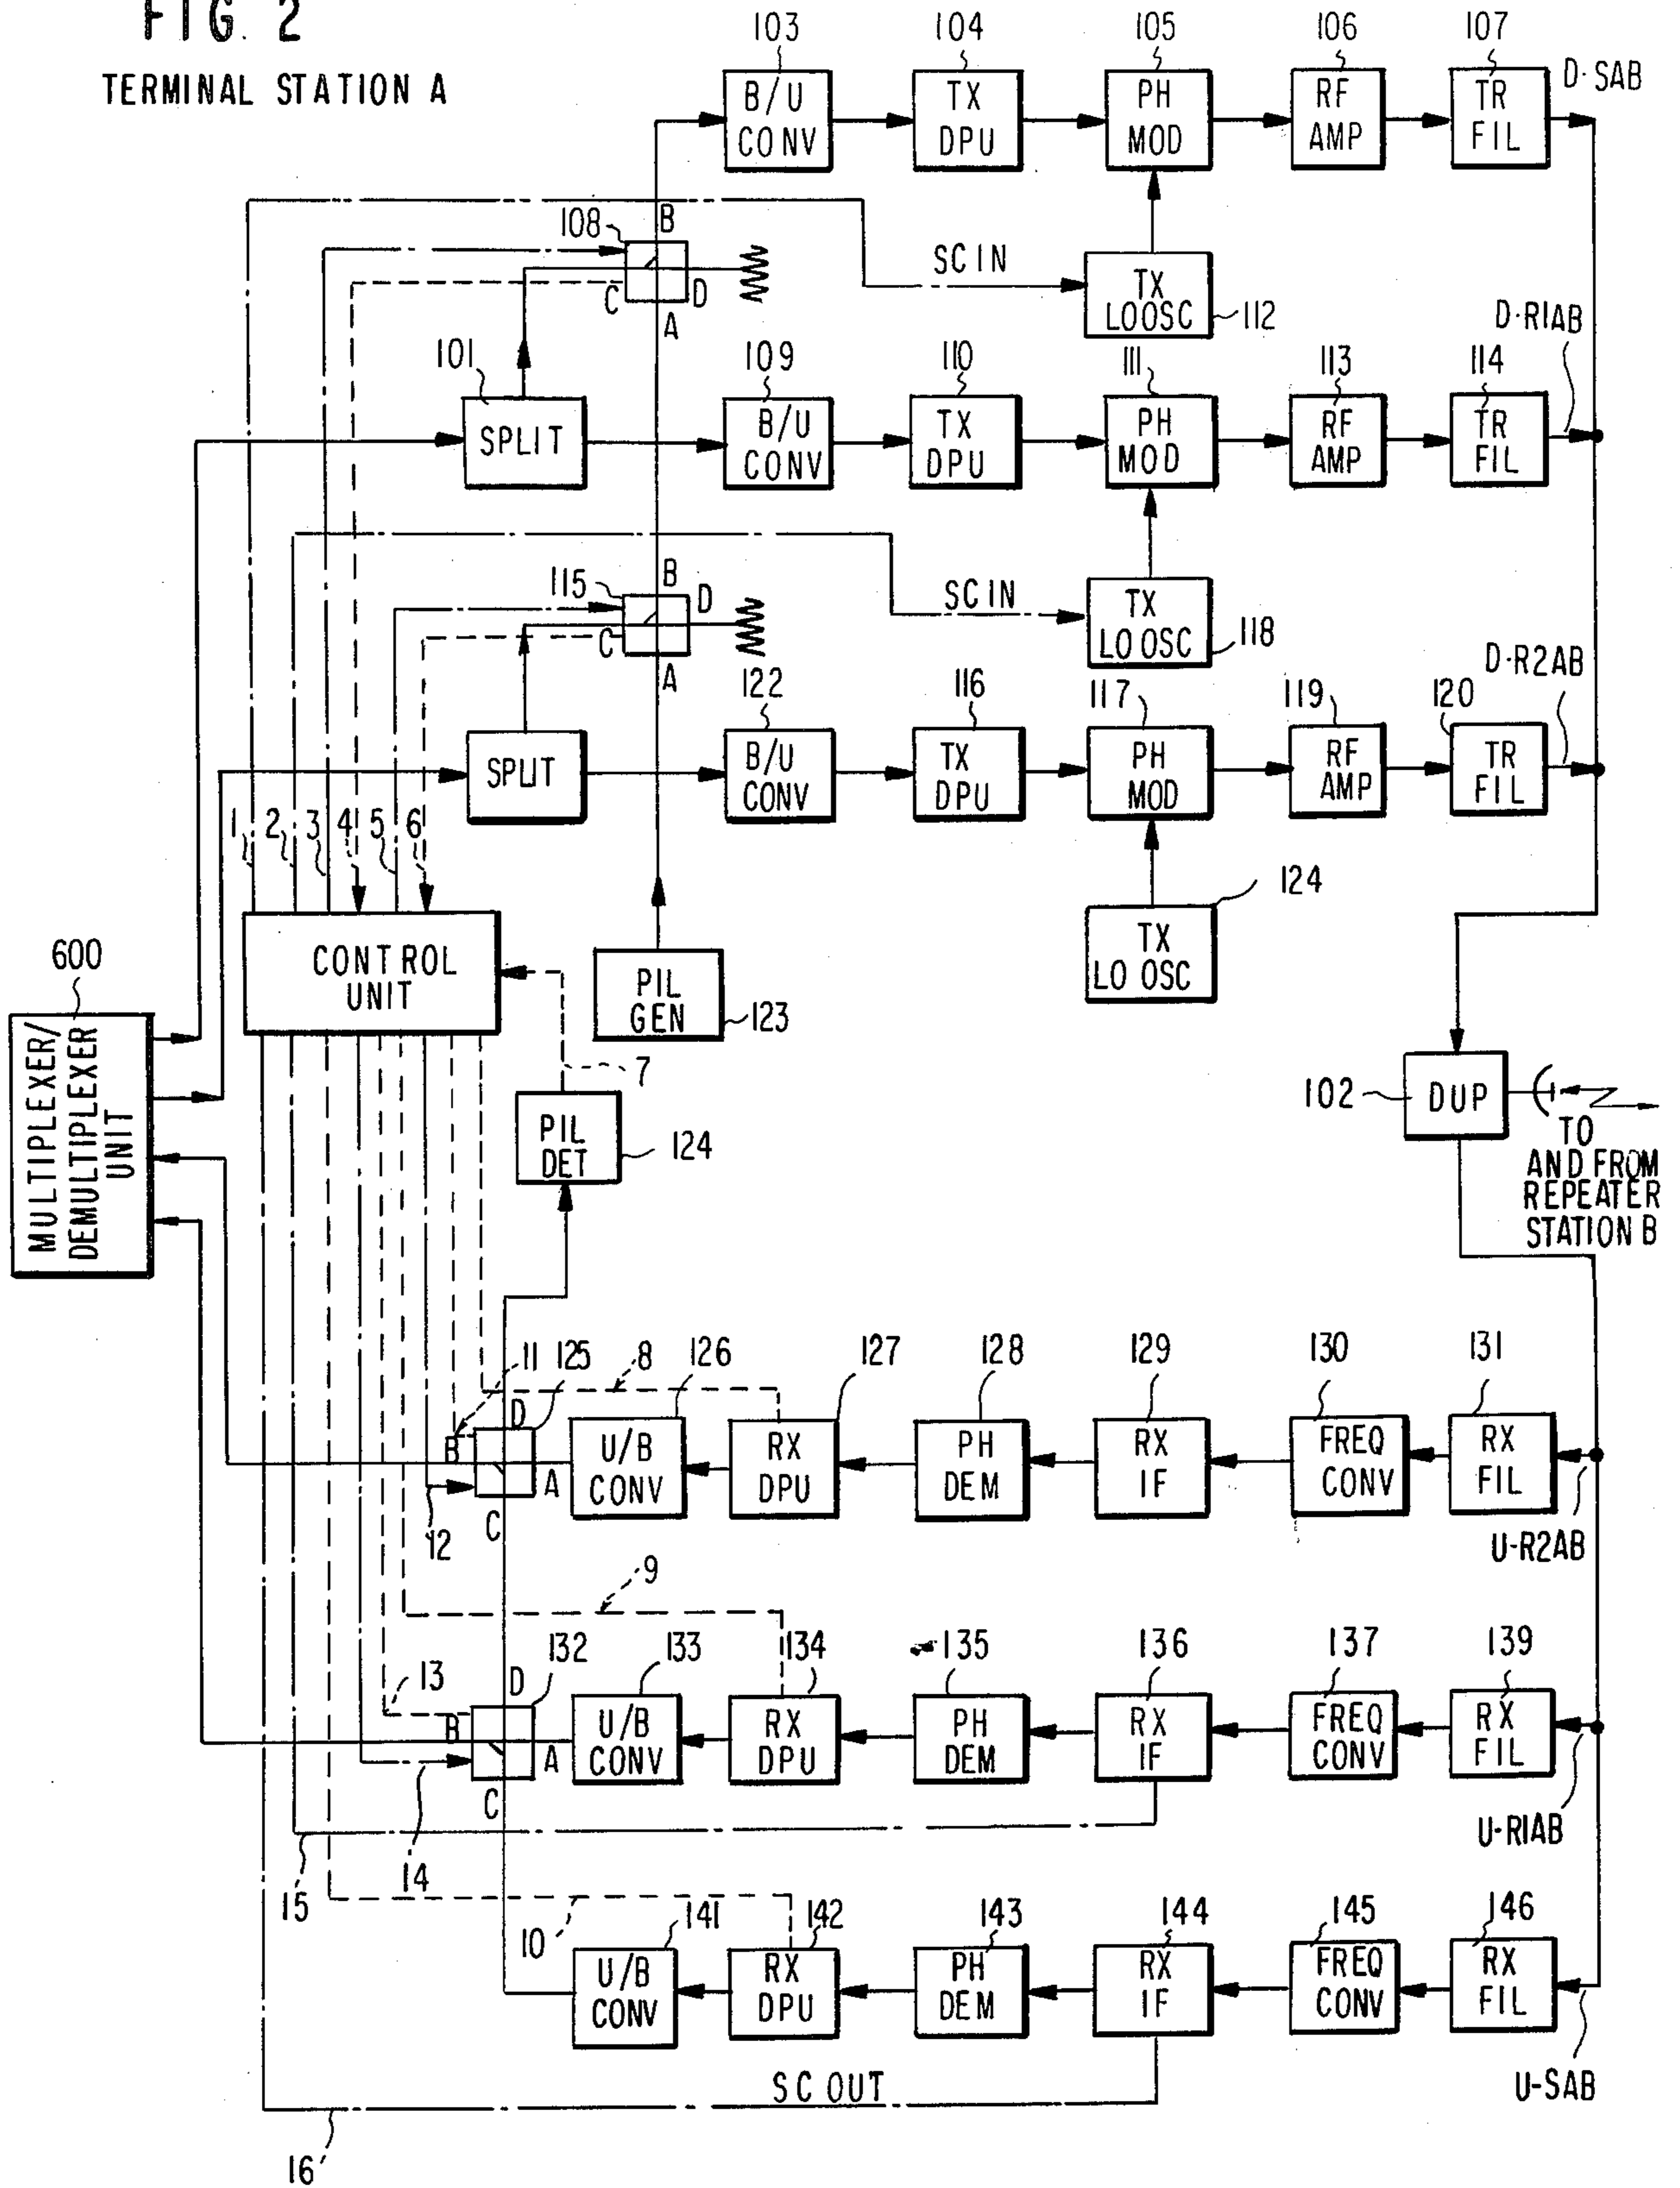 FIG. 2
TERMINAL STATION A
103
104
105
106
107
D-SAB
B/U
CONV
TX
DPU
PH
MOD
RF
AMP
TR
FIL
108
B
C
D
A
SC IN
TX
LO OSC
112
D-R1AB
101
SPLIT
109
B/U
CONV
110
TX
DPU
111
PH
MOD
113
RF
AMP
114
TR
FIL
115
B
D
C
A
SC IN
TX
LO OSC
118
D-R2AB
SPLIT
122
B/U
CONV
116
TX
DPU
117
PH
MOD
119
RF
AMP
120
TR
FIL
1
2
3
4
5
6
TX
LO OSC
124
CONTROL
UNIT
PIL
GEN
123
600
MULTIPLEXER/
DEMULTIPLEXER
UNIT
7
PIL
DET
124
102
DUP
TO
AND FROM
REPEATER
STATION B
11
125
8
126
127
128
129
130
131
D
B
A
C
12
U/B
CONV
RX
DPU
PH
DEM
RX
IF
FREQ
CONV
RX
FIL
U-R2AB
9
13
132
133
134
135
136
137
139
D
B
A
C
14
15
U/B
CONV
RX
DPU
PH
DEM
RX
IF
FREQ
CONV
RX
FIL
U-R1AB
10
141
142
143
144
145
146
U/B
CONV
RX
DPU
PH
DEM
RX
IF
FREQ
CONV
RX
FIL
SC OUT
U-SAB
16